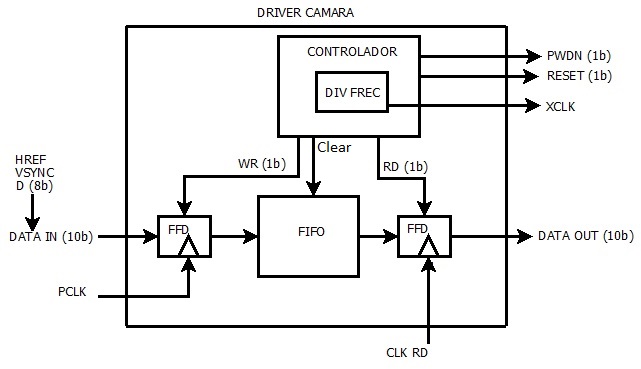 DRIVER CAMARA
CONTROLADOR
PWDN (1b)
RESET (1b)
DIV FREC
XCLK
Clear
HREF
VSYNC
D (8b)
WR (1b)
RD (1b)
DATA IN (10b)
FFD
FIFO
FFD
DATA OUT (10b)
PCLK
CLK RD